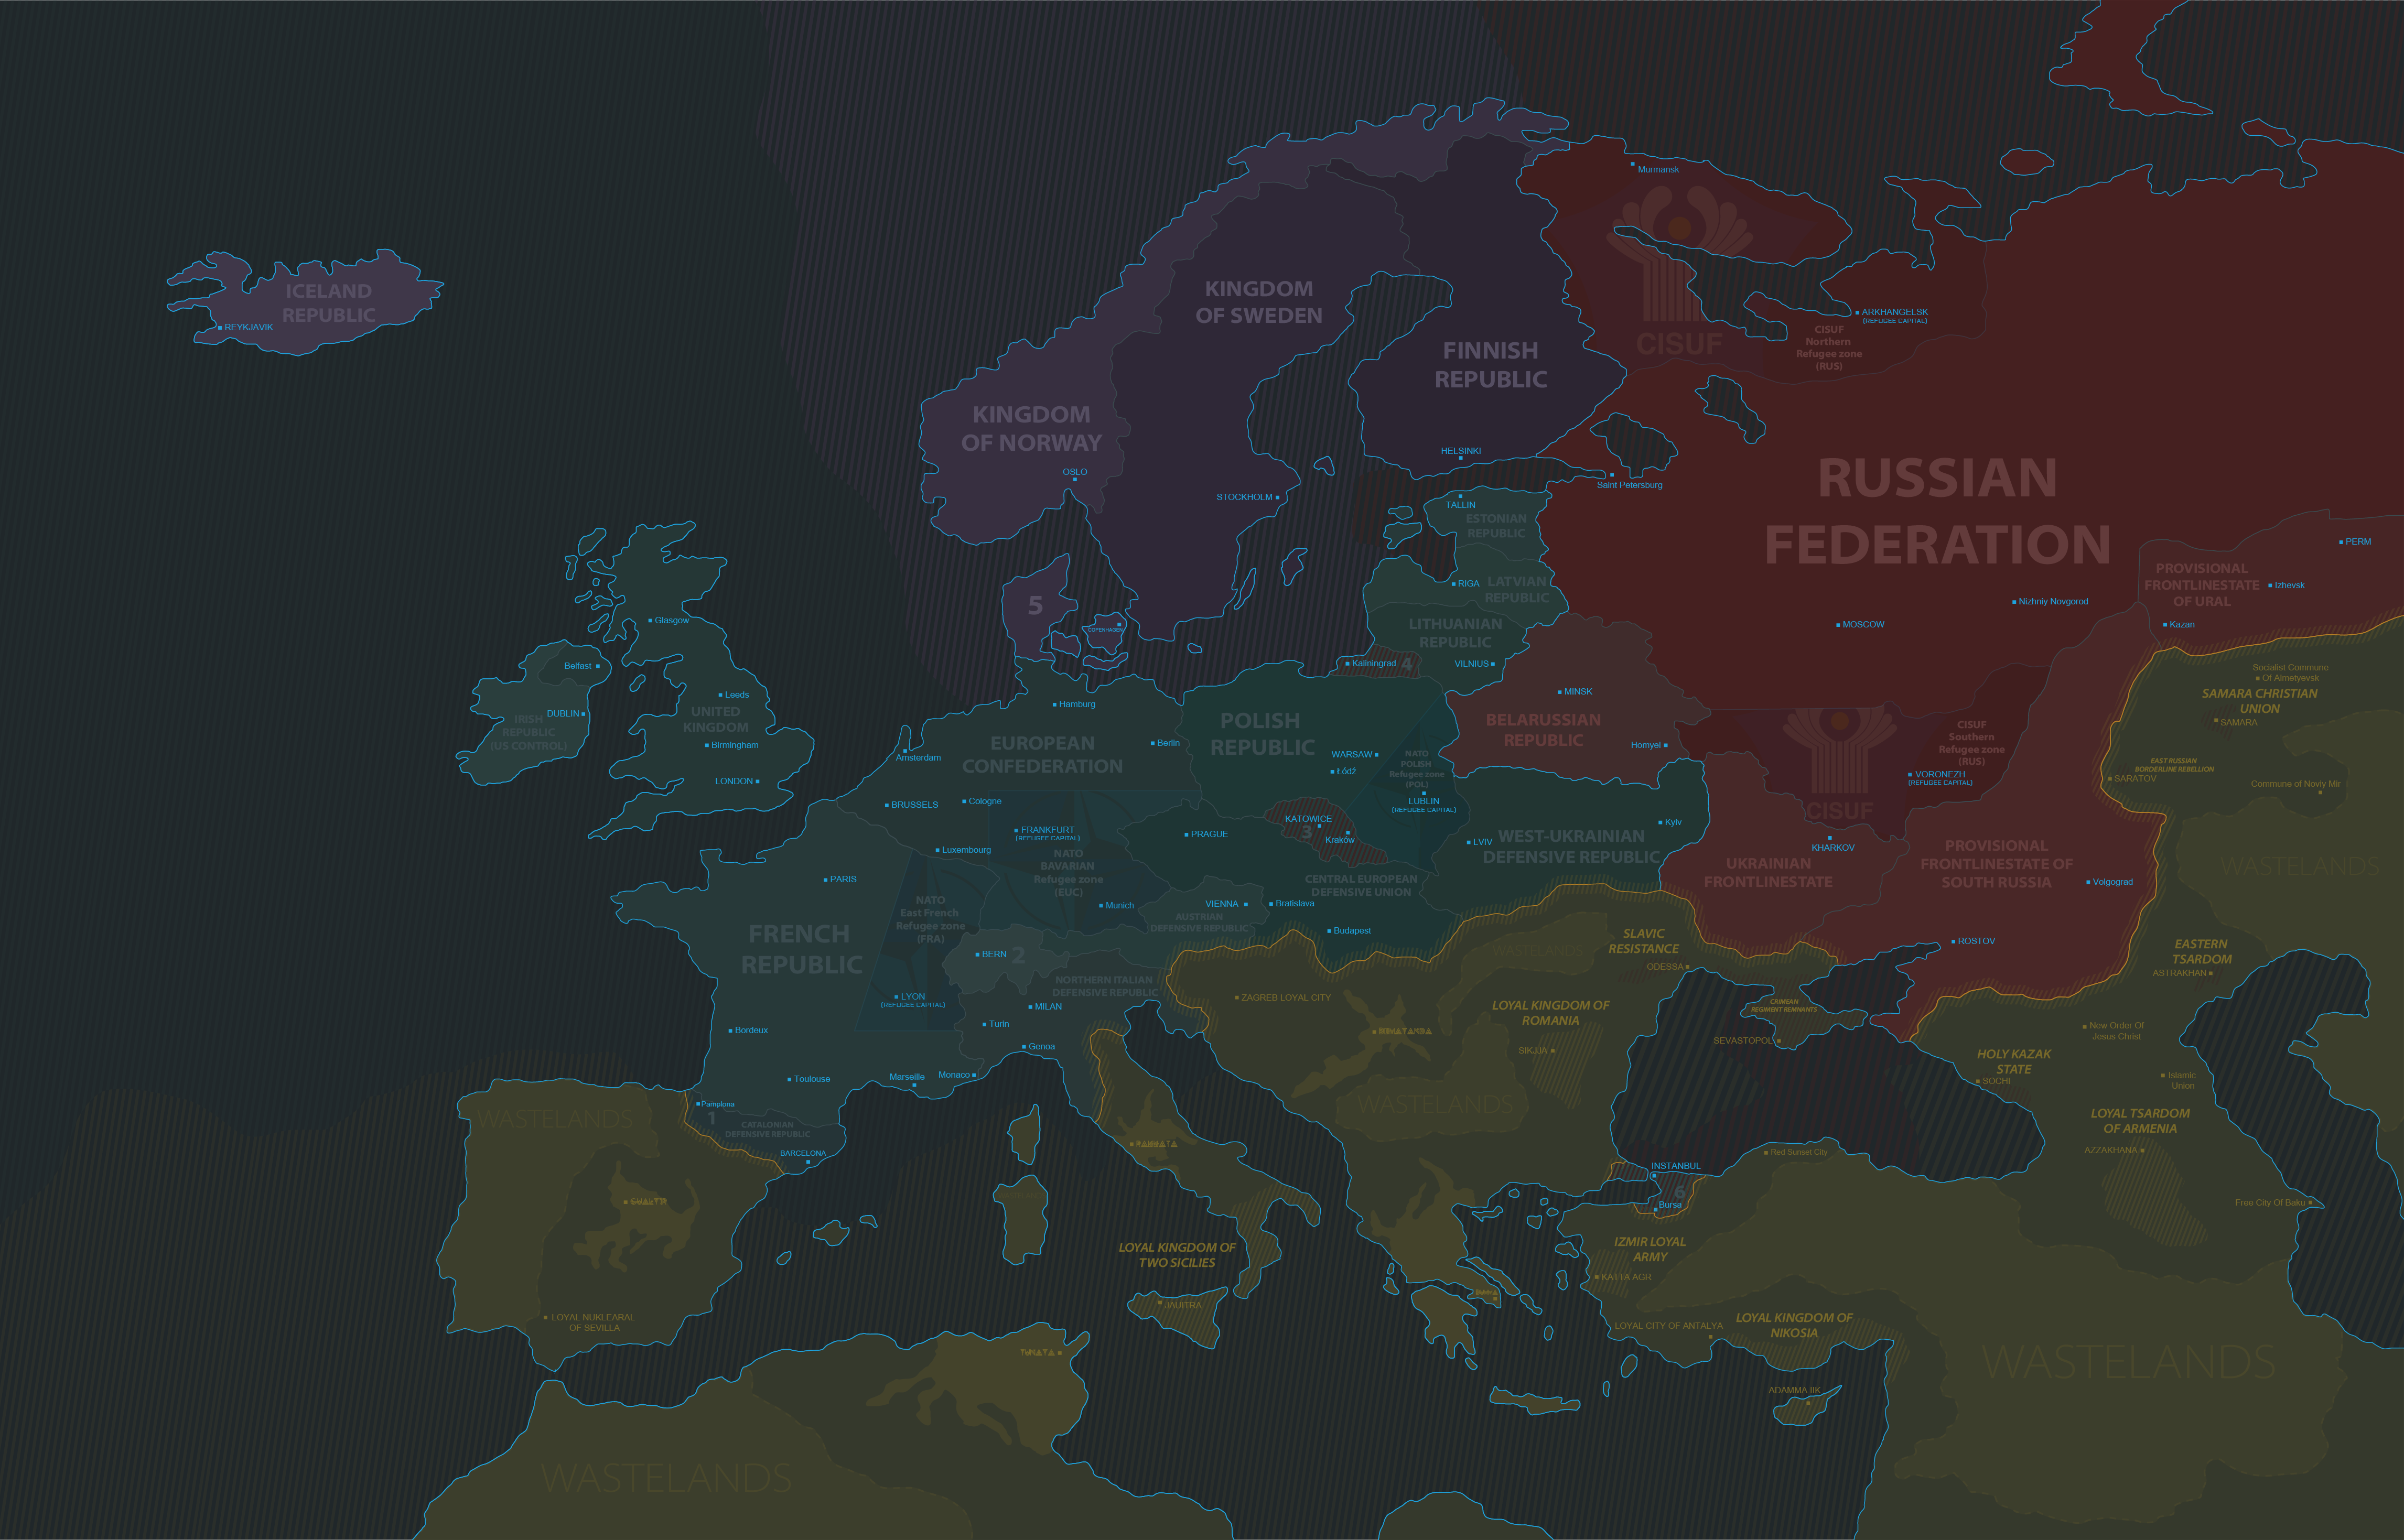 Murmansk
CISUF
ARKHANGELSK
(REFUGEE CAPITAL)
CISUF
Northern
Refugee zone
(RUS)
ICELAND
REPUBLIC
REYKJAVIK
KINGDOM
OF SWEDEN
FINNISH
REPUBLIC
KINGDOM
OF NORWAY
OSLO
HELSINKI
STOCKHOLM
Saint Petersburg
RUSSIAN
FEDERATION
TALLIN
ESTONIAN
REPUBLIC
PERM
PROVISIONAL
FRONTLINESTATE
OF URAL
Izhevsk
RIGA
LATVIAN
REPUBLIC
Nizhniy Novgorod
5
COPENHAGEN
Glasgow
LITHUANIAN
REPUBLIC
MOSCOW
Kazan
Belfast
Kaliningrad
4
VILNIUS
Socialist Commune
Of Almetyevsk
SAMARA CHRISTIAN
UNION
SAMARA
Leeds
MINSK
Hamburg
DUBLIN
IRISH
REPUBLIC
(US CONTROL)
UNITED
KINGDOM
Birmingham
LONDON
POLISH
REPUBLIC
BELARUSSIAN
REPUBLIC
Homyel
CISUF
Southern
Refugee zone
(RUS)
EUROPEAN
CONFEDERATION
Berlin
Amsterdam
WARSAW
Łódź
NATO
POLISH
Refugee zone
(POL)
LUBLIN
(REFUGEE CAPITAL)
EAST RUSSIAN
BORDERLINE REBELLION
SARATOV
VORONEZH
(REFUGEE CAPITAL)
Commune of Noviy Mir
BRUSSELS
Cologne
CISUF
KATOWICE
3
Kraków
Kyiv
FRANKFURT
(REFUGEE CAPITAL)
PRAGUE
LVIV
WEST-UKRAINIAN
DEFENSIVE REPUBLIC
KHARKOV
Luxembourg
NATO
BAVARIAN
Refugee zone
(EUC)
UKRAINIAN
FRONTLINESTATE
PROVISIONAL
FRONTLINESTATE OF
SOUTH RUSSIA
WASTELANDS
PARIS
CENTRAL EUROPEAN
DEFENSIVE UNION
Volgograd
NATO
East French
Refugee zone
(FRA)
Munich
VIENNA
Bratislava
AUSTRIAN
DEFENSIVE REPUBLIC
FRENCH
REPUBLIC
Budapest
SLAVIC
RESISTANCE
ROSTOV
EASTERN
TSARDOM
ASTRAKHAN
BERN
2
WASTELANDS
ODESSA
NORTHERN ITALIAN
DEFENSIVE REPUBLIC
LYON
(REFUGEE CAPITAL)
MILAN
ZAGREB LOYAL CITY
LOYAL KINGDOM OF
ROMANIA
CRIMEAN
REGIMENT REMNANTS
Turin
Bordeux
New Order Of
Jesus Christ
SEVASTOPOL
Genoa
HOLY KAZAK
STATE
SOCHI
Monaco
Marseille
Toulouse
Islamic
Union
Pamplona
1
WASTELANDS
WASTELANDS
CATALONIAN
DEFENSIVE REPUBLIC
BARCELONA
LOYAL TSARDOM
OF ARMENIA
AZZAKHANA
Red Sunset City
INSTANBUL
6
Bursa
Free City Of Baku
LOYAL KINGDOM OF
TWO SICILIES
IZMIR LOYAL
ARMY
KATTA AGR
JAUITRA
LOYAL NUKLEARAL
OF SEVILLA
LOYAL CITY OF ANTALYA
LOYAL KINGDOM OF
NIKOSIA
WASTELANDS
ADAMMA IIK
WASTELANDS